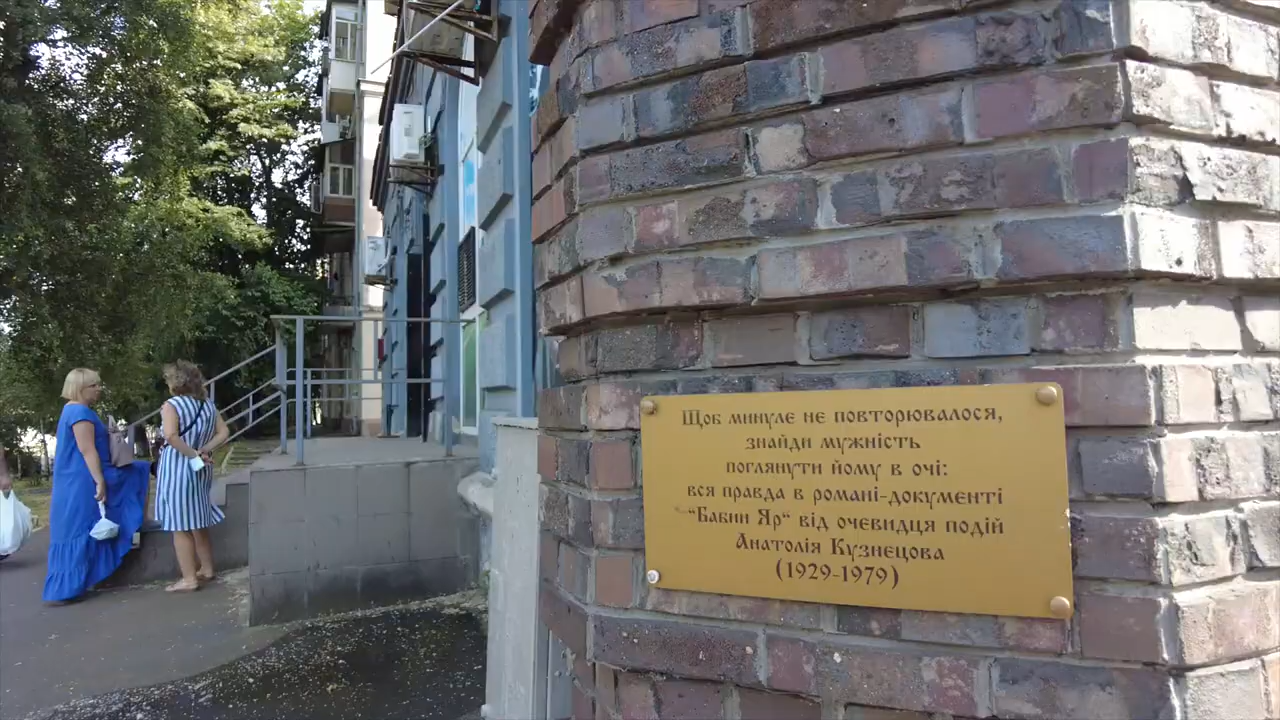 Щоб минуле не повторювалося,
знайди мужність
поглянути йому в очі:
вся правда в романі-документі
"Бабин Яр" від очевидця подій
Анатолія Кузнєцова
(1929-1979)